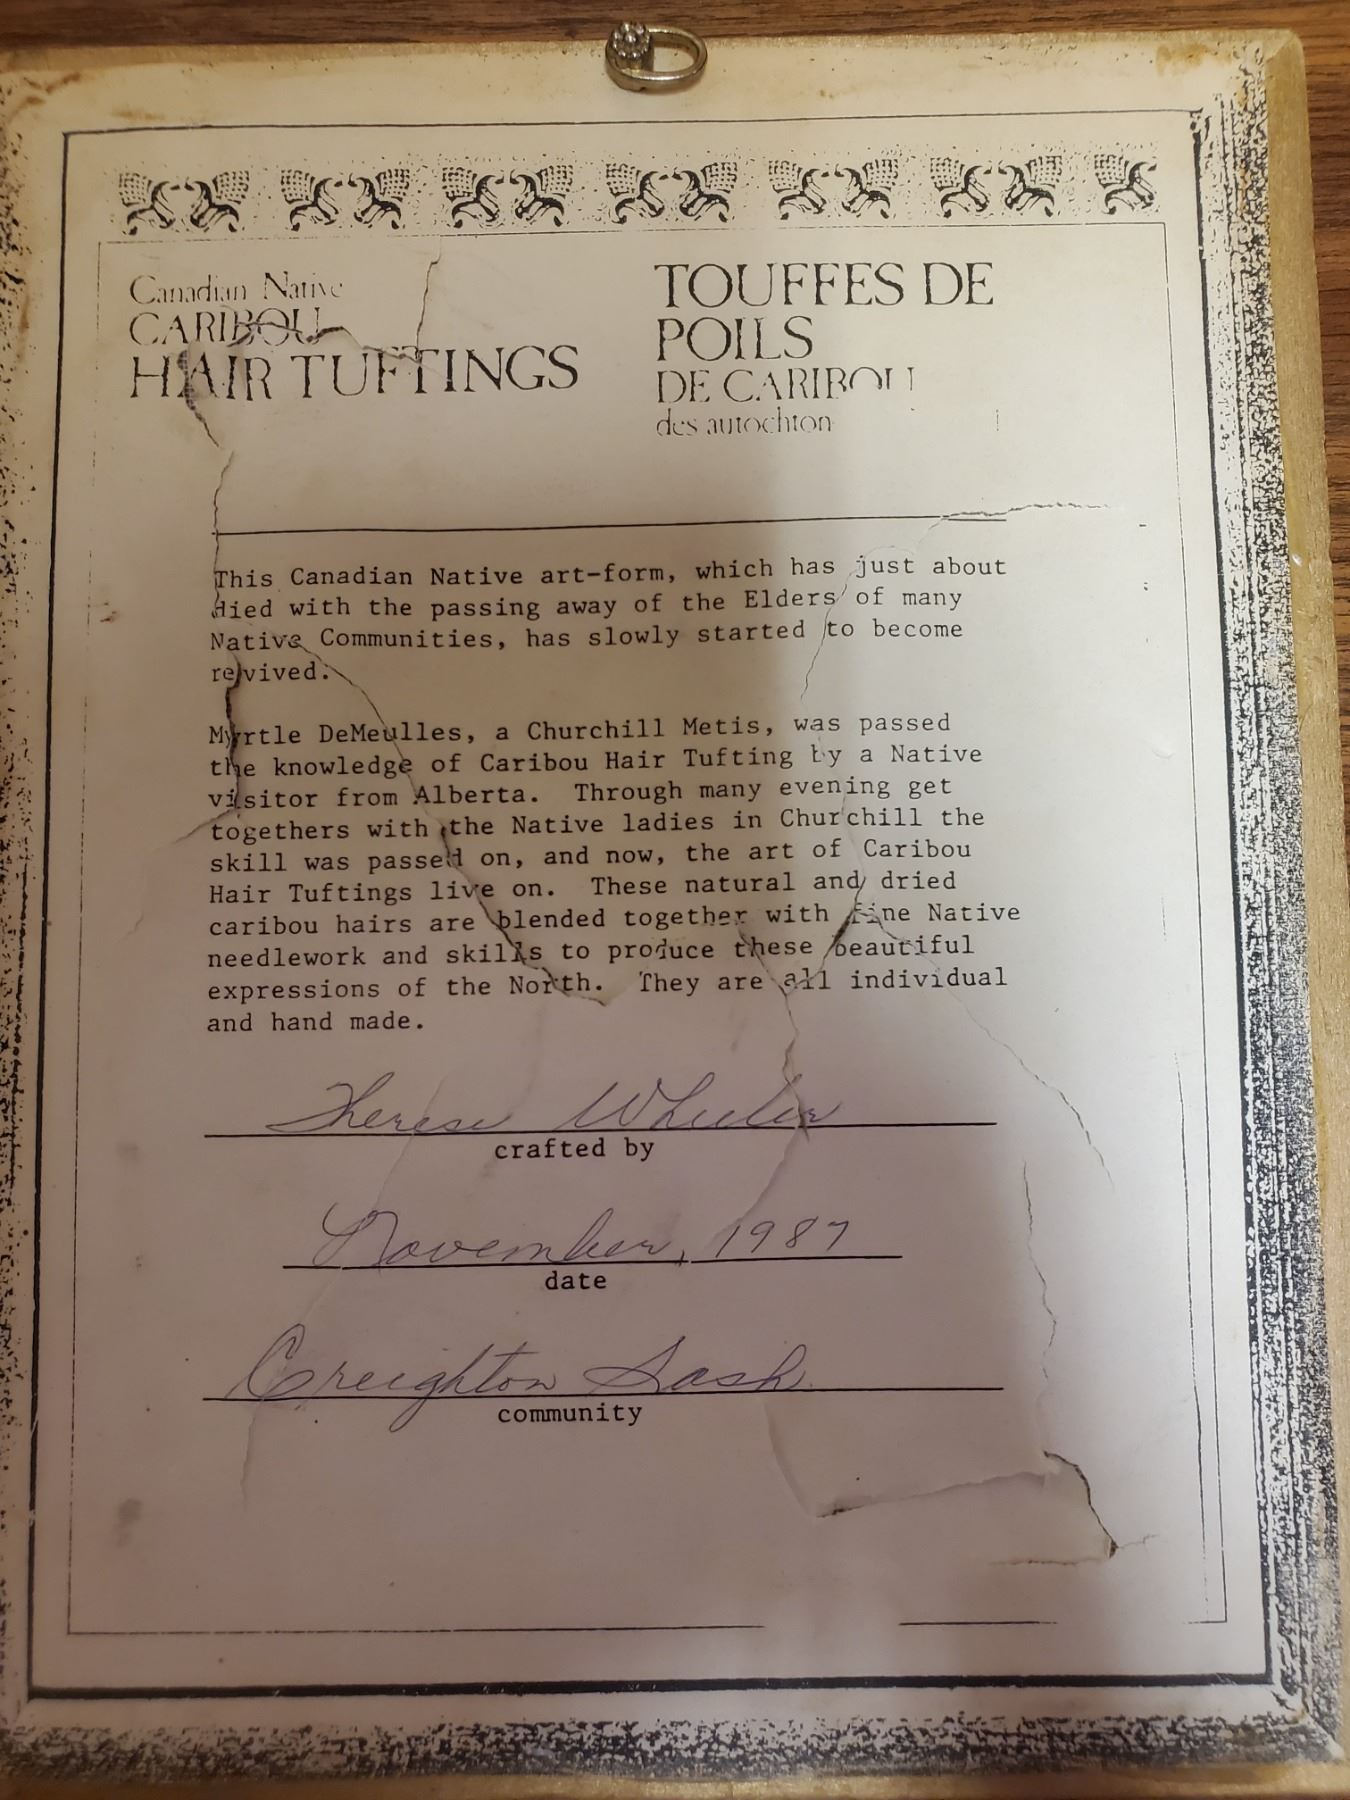 Canadian Native
CARIBOU
HAIR TUFTINGS
TOUFFES DE
POILS
DE CARIBOU
des autochton
This Canadian Native art-form, which has just about
died with the passing away of the Elders of many
Native Communities, has slowly started to become
revived.
Myrtle DeMeulles, a Churchill Metis, was passed
the knowledge of Caribou Hair Tufting by a Native
visitor from Alberta. Through many evening get
togethers with the Native ladies in Churchill the
skill was passed on, and now, the art of Caribou
Hair Tuftings live on. These natural and dried
caribou hairs are blended together with fine Native
needlework and skills to produce these beautiful
expressions of the North. They are all individual
and hand made.
Therese Wheeler
crafted by
November, 1987
date
Creighton Sask
community